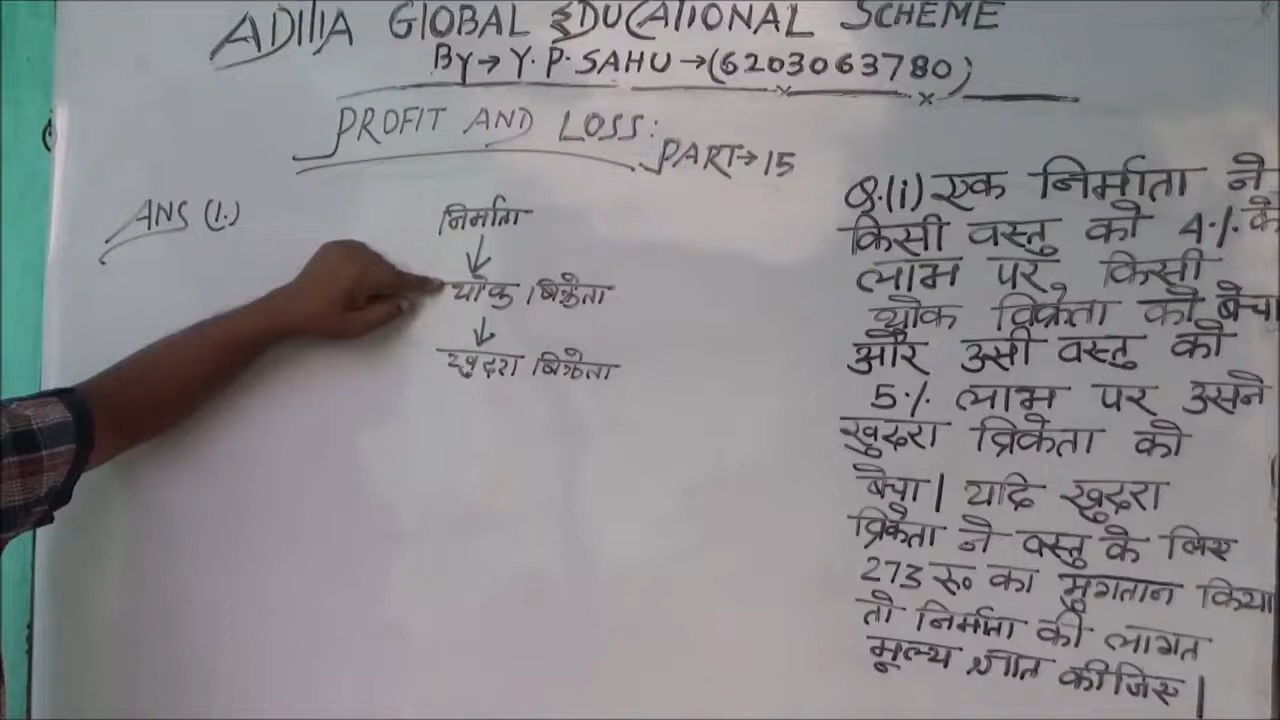 ADITIA GLOBAL EDUCATIONAL SCHEME
BY→Y.P.SAHU→(6203063780)
PROFIT AND LOSS:
PART→15
ANS (1.)
निर्माता
थोक बिक्रेता
खुदरा बिक्रेता
Q.(1) एक निर्माता ने
किसी वस्तु को 4% के
लाभ पर, किसी
थोक विक्रेता को बेचा
और उसी वस्तु को
5% लाभ पर उसने
खुदरा विक्रेता को
बेचा। यदि खुदरा
विक्रेता ने वस्तु के लिए
273 रु० का भुगतान किया
तो निर्माता की लागत
मूल्य ज्ञात कीजिए।